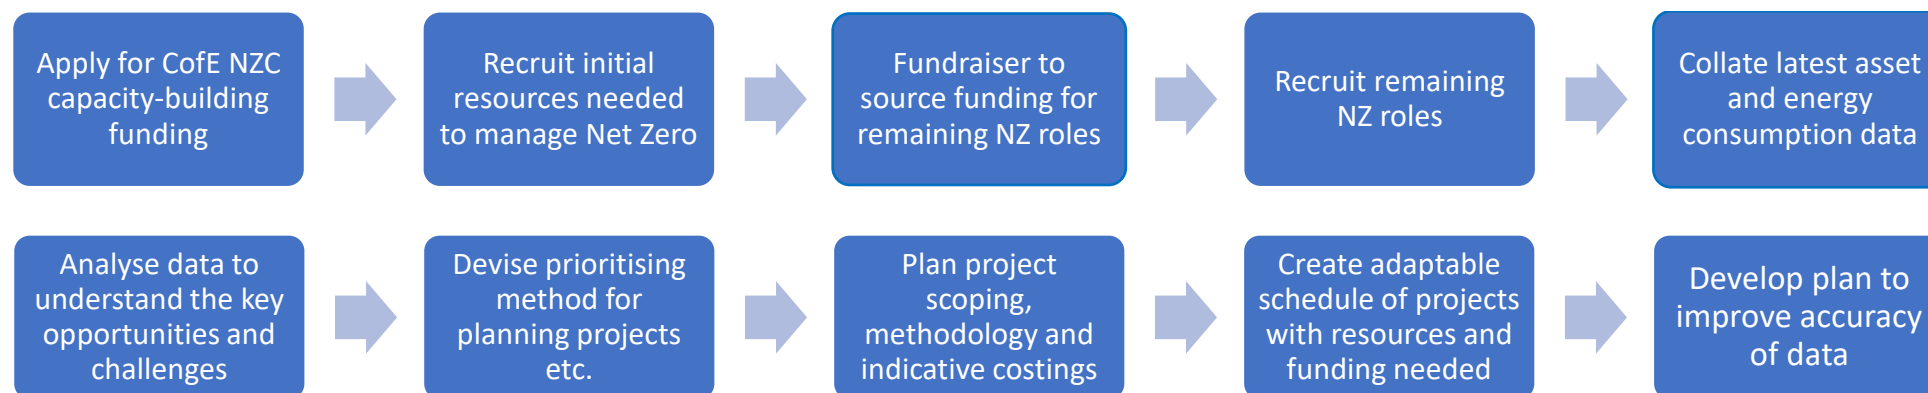 Apply for CofE NZC
capacity-building
funding
Recruit initial
resources needed
to manage Net Zero
Fundraiser to
source funding for
remaining NZ roles
Recruit remaining
NZ roles
Collate latest asset
and energy
consumption data
Analyse data to
understand the key
opportunities and
challenges
Devise prioritising
method for
planning projects
etc.
Plan project
scoping,
methodology and
indicative costings
Create adaptable
schedule of projects
with resources and
funding needed
Develop plan to
improve accuracy
of data